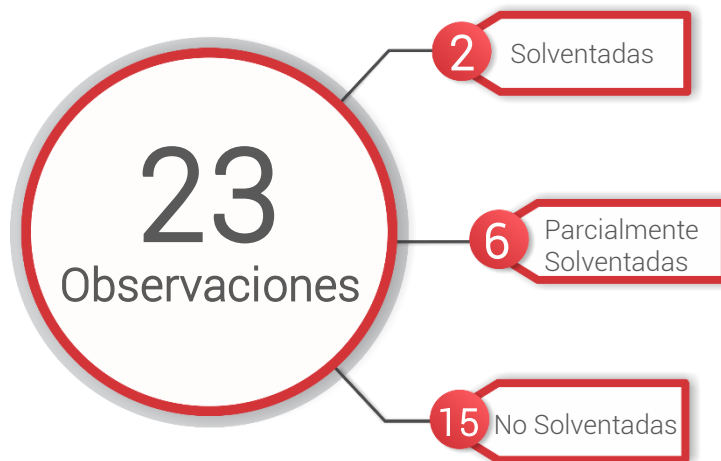 23
Observaciones
2
Solventadas
6
Parcialmente
Solventadas
15
No Solventadas